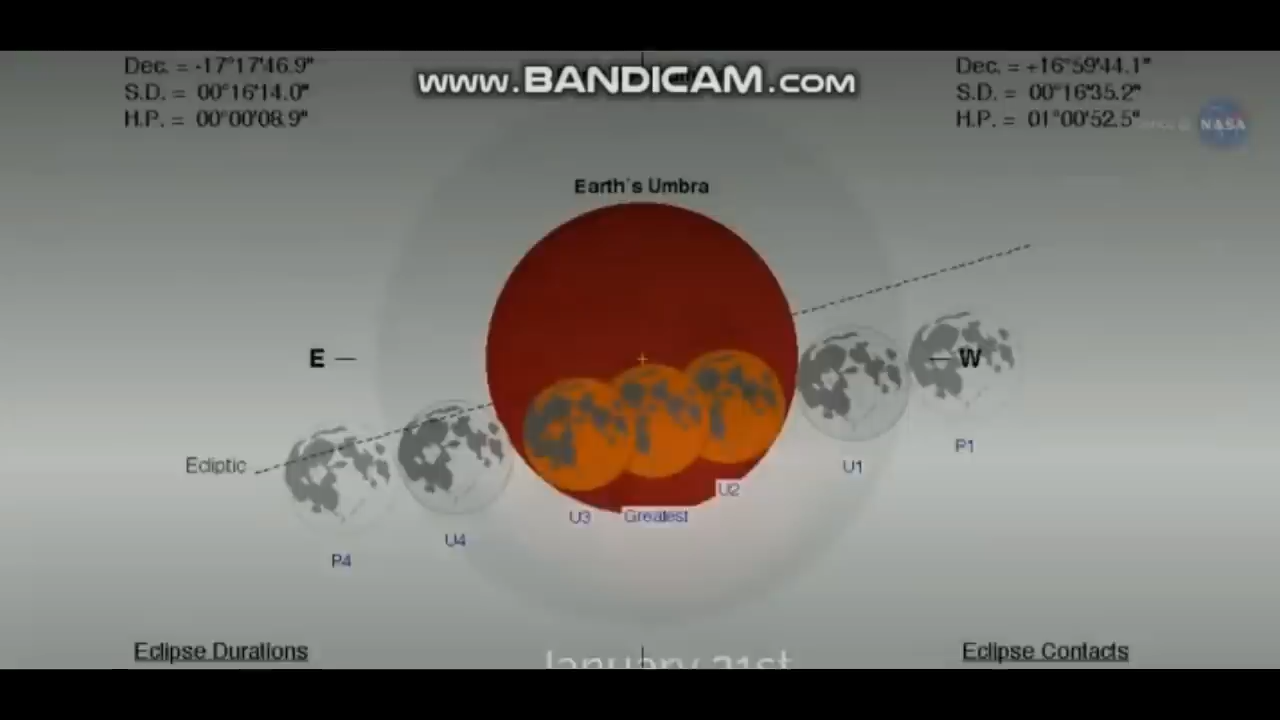 www.BANDICAM.com
Dec. = -17°17'46.9"
S.D. = 00°16'14.0"
H.P. = 00°00'08.9"
Dec. = +16°59'44.1"
S.D. = 00°16'35.2"
H.P. = 01°00'52.5"
NASA
Earth's Umbra
E
W
P1
U1
Ecliptic
U2
U3
Greatest
U4
P4
Eclipse Durations
January 21st
Eclipse Contacts